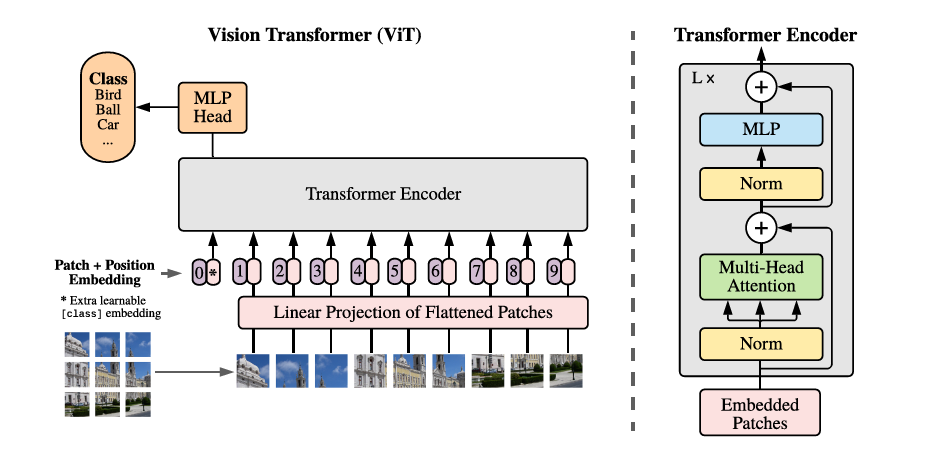 Vision Transformer (ViT)
Class
Bird
Ball
Car
...
MLP
Head
Transformer Encoder
Patch + Position
Embedding
0 * 1 2 3 4 5 6 7 8 9
* Extra learnable
[class] embedding
Linear Projection of Flattened Patches
Transformer Encoder
L ×
+
MLP
Norm
+
Multi-Head
Attention
Norm
Embedded
Patches